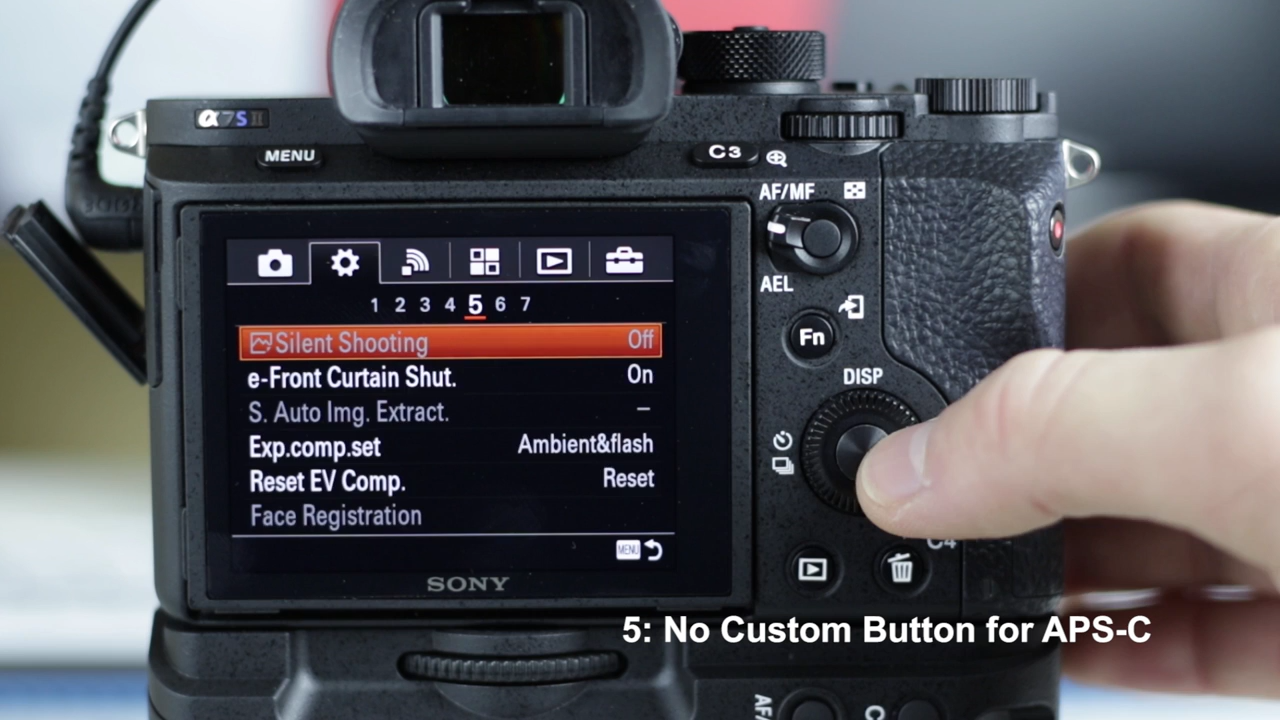 α7SII
MENU
C3
AF/MF
AEL
1 2 3 4 5 6 7
Silent Shooting Off
e-Front Curtain Shut. On
S. Auto Img. Extract. –
Exp.comp.set Ambient&flash
Reset EV Comp. Reset
Face Registration
MENU
Fn
DISP
C4
SONY
5: No Custom Button for APS-C